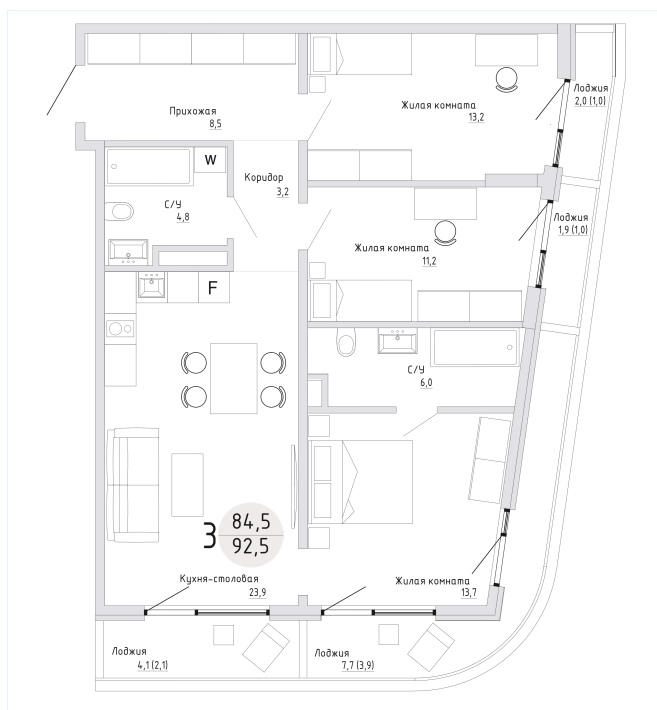 Прихожая
8,5
Жилая комната
13,2
Лоджия
2,0 (1,0)
W
Коридор
3,2
С/У
4,8
Лоджия
1,9 (1,0)
Жилая комната
11,2
F
С/У
6,0
3
84,5
92,5
Кухня-столовая
23,9
Жилая комната
13,7
Лоджия
4,1 (2,1)
Лоджия
7,7 (3,9)